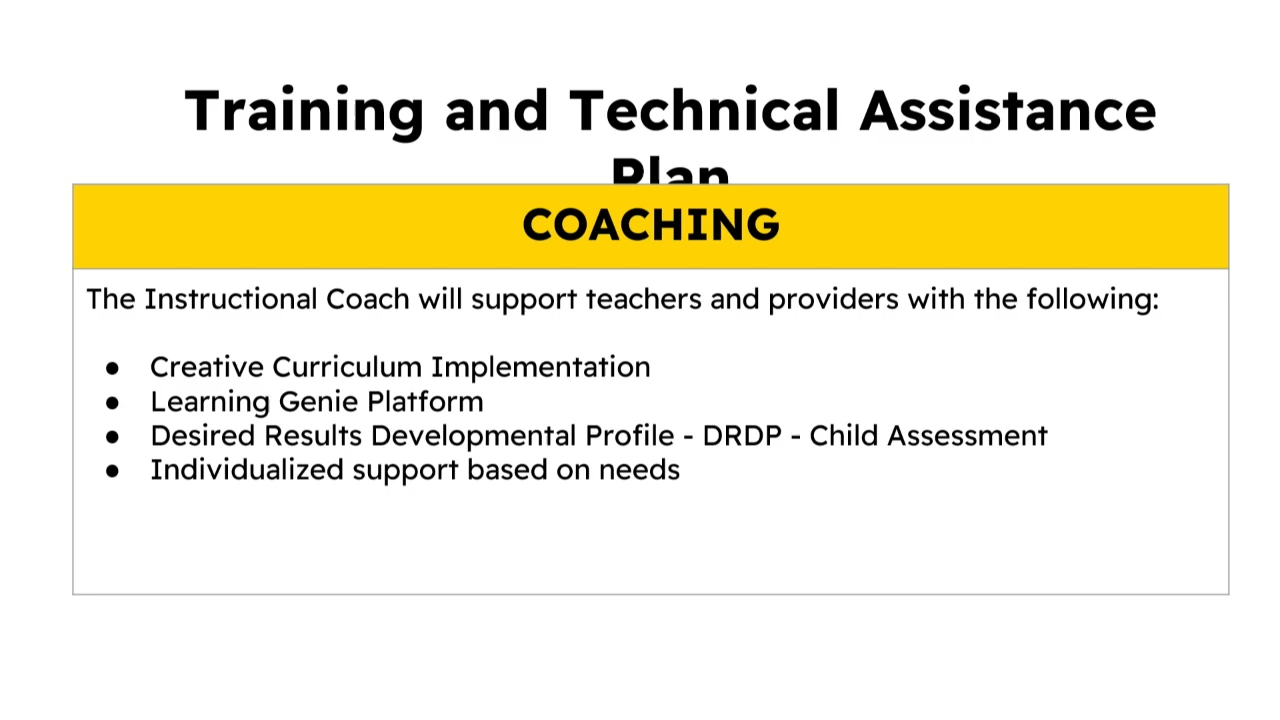 Training and Technical Assistance
Plan
COACHING
The Instructional Coach will support teachers and providers with the following:
● Creative Curriculum Implementation
● Learning Genie Platform
● Desired Results Developmental Profile - DRDP - Child Assessment
● Individualized support based on needs